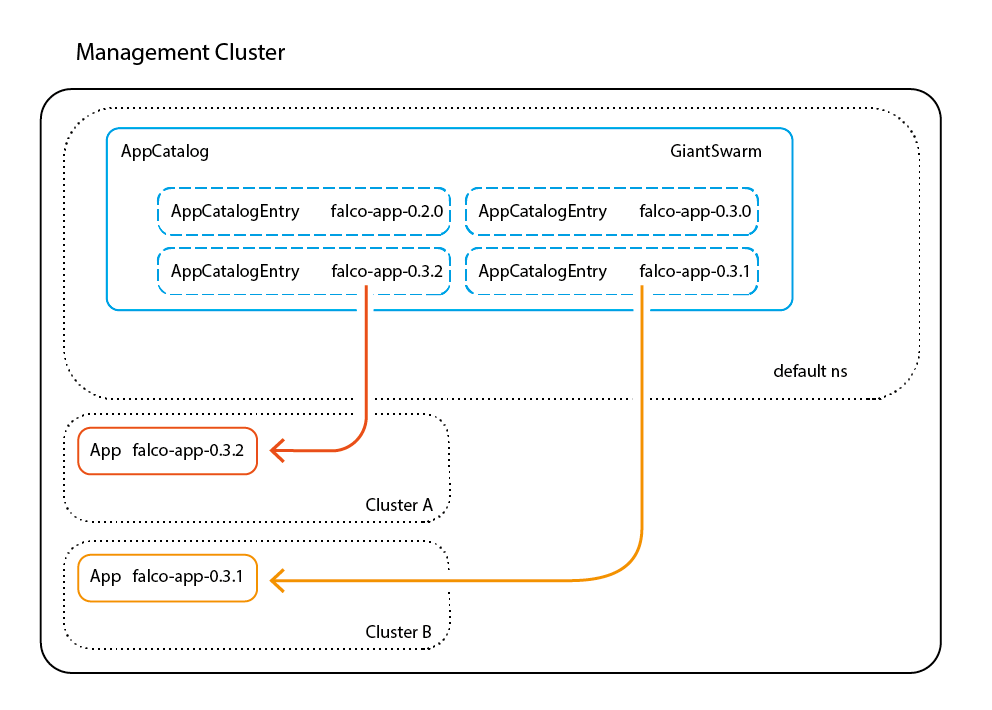 Management Cluster
AppCatalog GiantSwarm
AppCatalogEntry falco-app-0.2.0 AppCatalogEntry falco-app-0.3.0
AppCatalogEntry falco-app-0.3.2 AppCatalogEntry falco-app-0.3.1
default ns
App falco-app-0.3.2
Cluster A
App falco-app-0.3.1
Cluster B